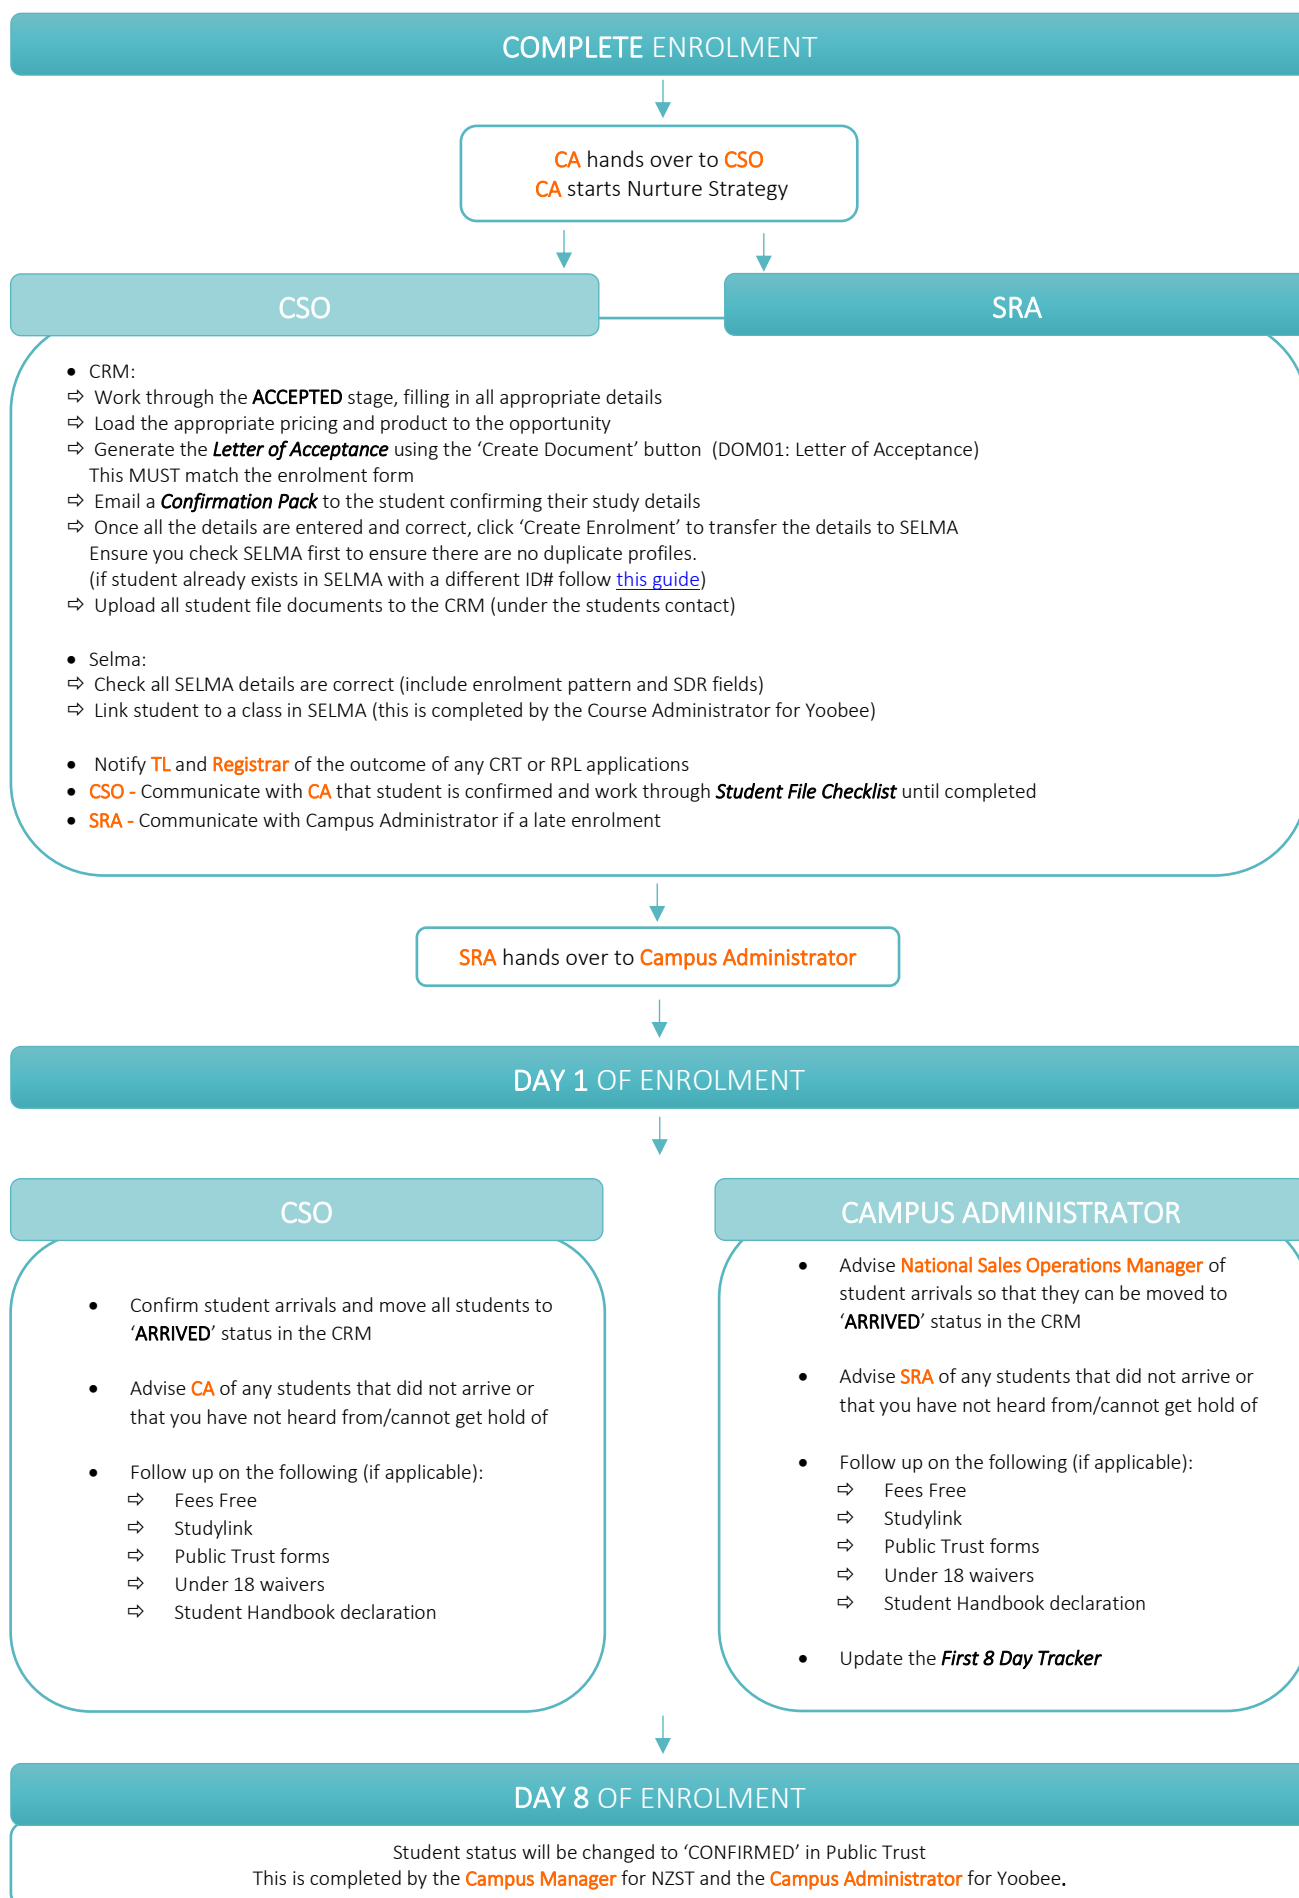 COMPLETE ENROLMENT
CA hands over to CSO
CA starts Nurture Strategy
CSO
SRA
• CRM:
⇨ Work through the ACCEPTED stage, filling in all appropriate details
⇨ Load the appropriate pricing and product to the opportunity
⇨ Generate the Letter of Acceptance using the ‘Create Document’ button (DOM01: Letter of Acceptance)
This MUST match the enrolment form
⇨ Email a Confirmation Pack to the student confirming their study details
⇨ Once all the details are entered and correct, click ‘Create Enrolment’ to transfer the details to SELMA
Ensure you check SELMA first to ensure there are no duplicate profiles.
(if student already exists in SELMA with a different ID# follow this guide)
⇨ Upload all student file documents to the CRM (under the students contact)
• Selma:
⇨ Check all SELMA details are correct (include enrolment pattern and SDR fields)
⇨ Link student to a class in SELMA (this is completed by the Course Administrator for Yoobee)
• Notify TL and Registrar of the outcome of any CRT or RPL applications
• CSO - Communicate with CA that student is confirmed and work through Student File Checklist until completed
• SRA - Communicate with Campus Administrator if a late enrolment
SRA hands over to Campus Administrator
DAY 1 OF ENROLMENT
CSO
• Confirm student arrivals and move all students to
‘ARRIVED’ status in the CRM
• Advise CA of any students that did not arrive or
that you have not heard from/cannot get hold of
• Follow up on the following (if applicable):
⇨ Fees Free
⇨ Studylink
⇨ Public Trust forms
⇨ Under 18 waivers
⇨ Student Handbook declaration
CAMPUS ADMINISTRATOR
• Advise National Sales Operations Manager of
student arrivals so that they can be moved to
‘ARRIVED’ status in the CRM
• Advise SRA of any students that did not arrive or
that you have not heard from/cannot get hold of
• Follow up on the following (if applicable):
⇨ Fees Free
⇨ Studylink
⇨ Public Trust forms
⇨ Under 18 waivers
⇨ Student Handbook declaration
• Update the First 8 Day Tracker
DAY 8 OF ENROLMENT
Student status will be changed to ‘CONFIRMED’ in Public Trust
This is completed by the Campus Manager for NZST and the Campus Administrator for Yoobee.